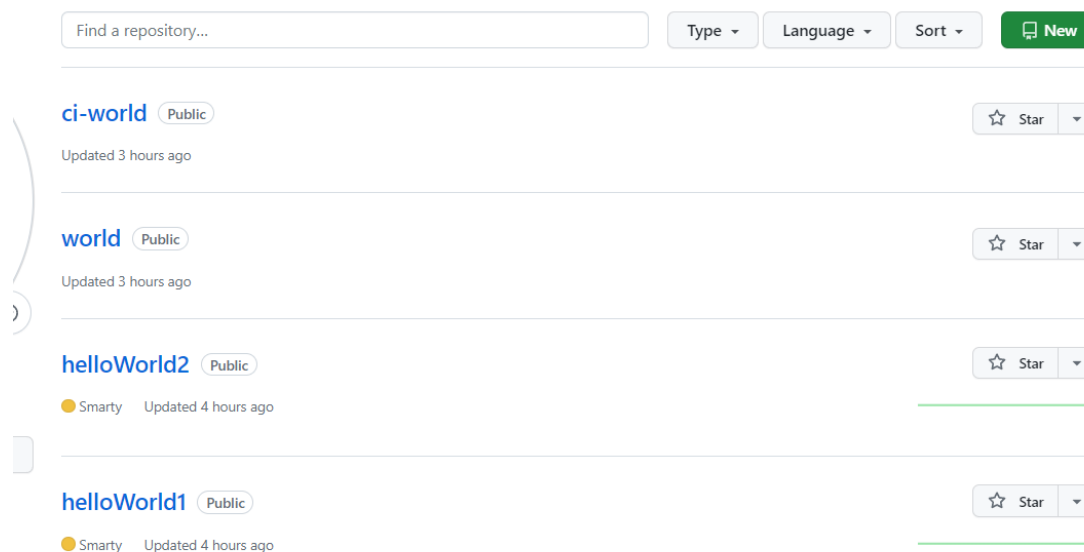 Find a repository... Type Language Sort New
ci-world Public Star
Updated 3 hours ago
world Public Star
Updated 3 hours ago
helloWorld2 Public Star
Smarty Updated 4 hours ago
helloWorld1 Public Star
Smarty Updated 4 hours ago